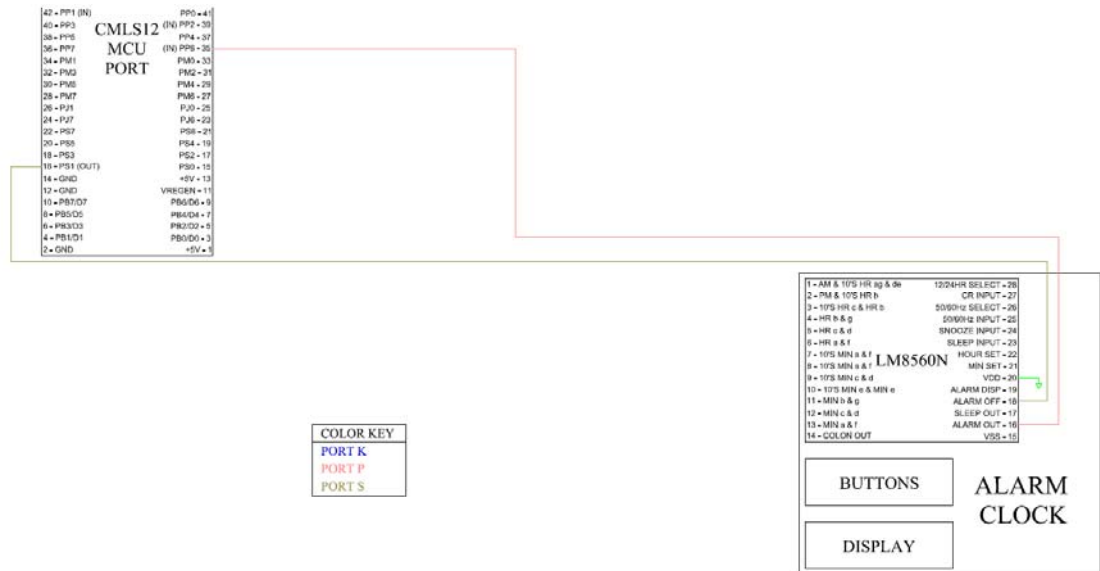 42 - PP1 (IN)
40 - PP3
38 - PP5
36 - PP7
34 - PM1
32 - PM3
30 - PM5
28 - PM7
26 - PJ1
24 - PJ7
22 - PS7
20 - PS5
18 - PS3
16 - PS1 (OUT)
14 - GND
12 - GND
10 - PB7/D7
8 - PB5/D5
6 - PB3/D3
4 - PB1/D1
2 - GND
CMLS12
MCU
PORT
PP0 - 41
(IN) PP2 - 39
PP4 - 37
(IN) PP6 - 35
PM0 - 33
PM2 - 31
PM4 - 29
PM6 - 27
PJ0 - 25
PJ6 - 23
PS6 - 21
PS4 - 19
PS2 - 17
PS0 - 15
+5V - 13
VREGEN - 11
PB6/D6 - 9
PB4/D4 - 7
PB2/D2 - 5
PB0/D0 - 3
+5V - 1
1 - AM & 10'S HR ag & de
2 - PM & 10'S HR b
3 - 10'S HR c & HR b
4 - HR b & g
5 - HR c & d
6 - HR a & f
7 - 10'S MIN a & f
8 - 10'S MIN a & f
9 - 10'S MIN c & d
10 - 10'S MIN e & MIN e
11 - MIN b & g
12 - MIN c & d
13 - MIN a & f
14 - COLON OUT
LM8560N
12/24HR SELECT - 28
CR INPUT - 27
50/60Hz SELECT - 26
50/60Hz INPUT - 25
SNOOZE INPUT - 24
SLEEP INPUT - 23
HOUR SET - 22
MIN SET - 21
VDD - 20
ALARM DISP - 19
ALARM OFF - 18
SLEEP OUT - 17
ALARM OUT - 16
VSS - 15
COLOR KEY
PORT K
PORT P
PORT S
BUTTONS
DISPLAY
ALARM
CLOCK